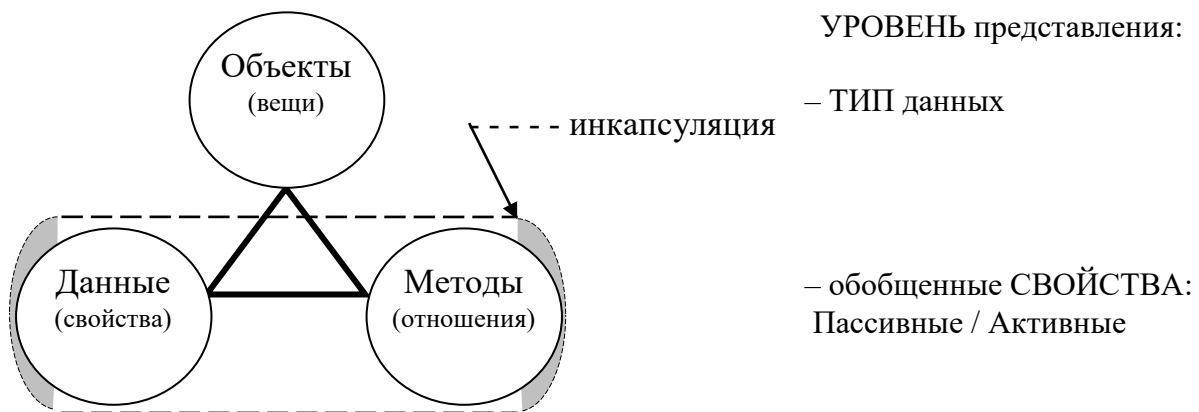 УРОВЕНЬ представления:
Объекты
(вещи)
– ТИП данных
инкапсуляция
Данные
(свойства)
Методы
(отношения)
– обобщенные СВОЙСТВА:
Пассивные / Активные